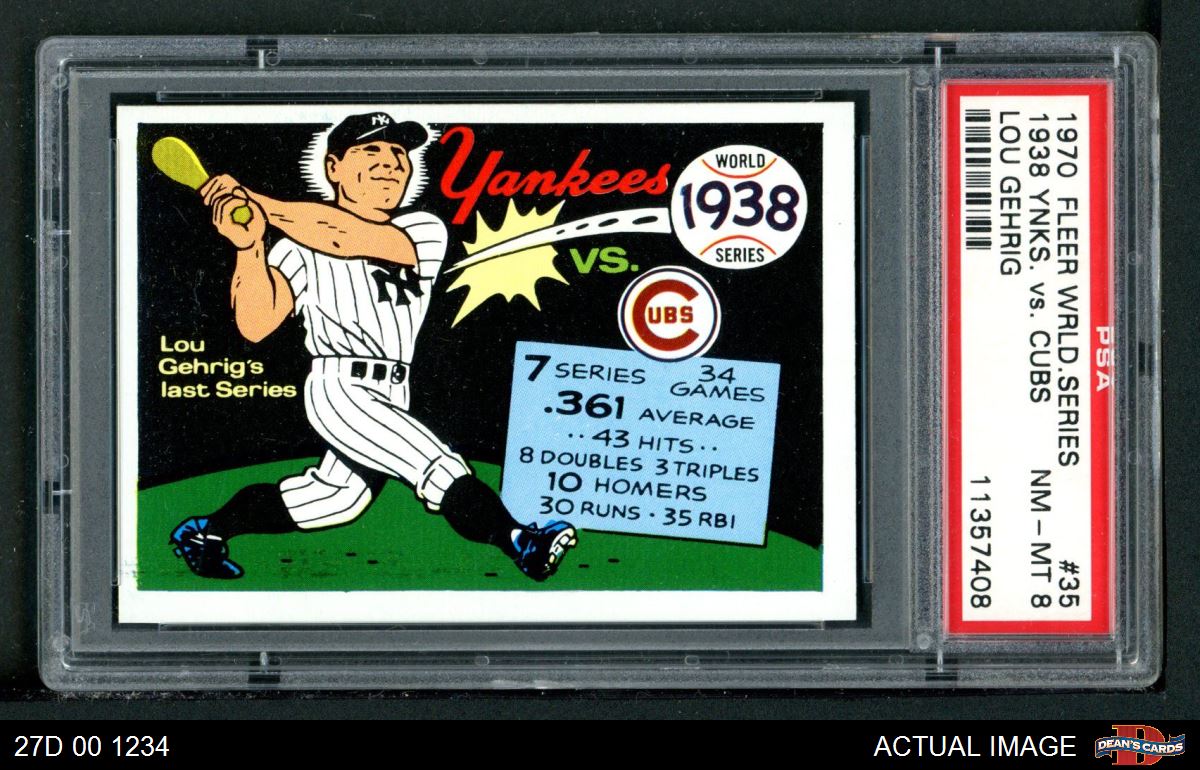 Yankees
WORLD
1938
SERIES
VS.
CUBS
Lou
Gehrig's
last Series
7 SERIES 34 GAMES
.361 AVERAGE
·· 43 HITS ··
8 DOUBLES 3 TRIPLES
10 HOMERS
30 RUNS · 35 RBI
NY
NY
PSA
1970 FLEER WRLD.SERIES #35
1938 YNKS. vs. CUBS NM - MT 8
LOU GEHRIG 11357408
27D 00 1234
ACTUAL IMAGE
D
DEAN'S CARDS